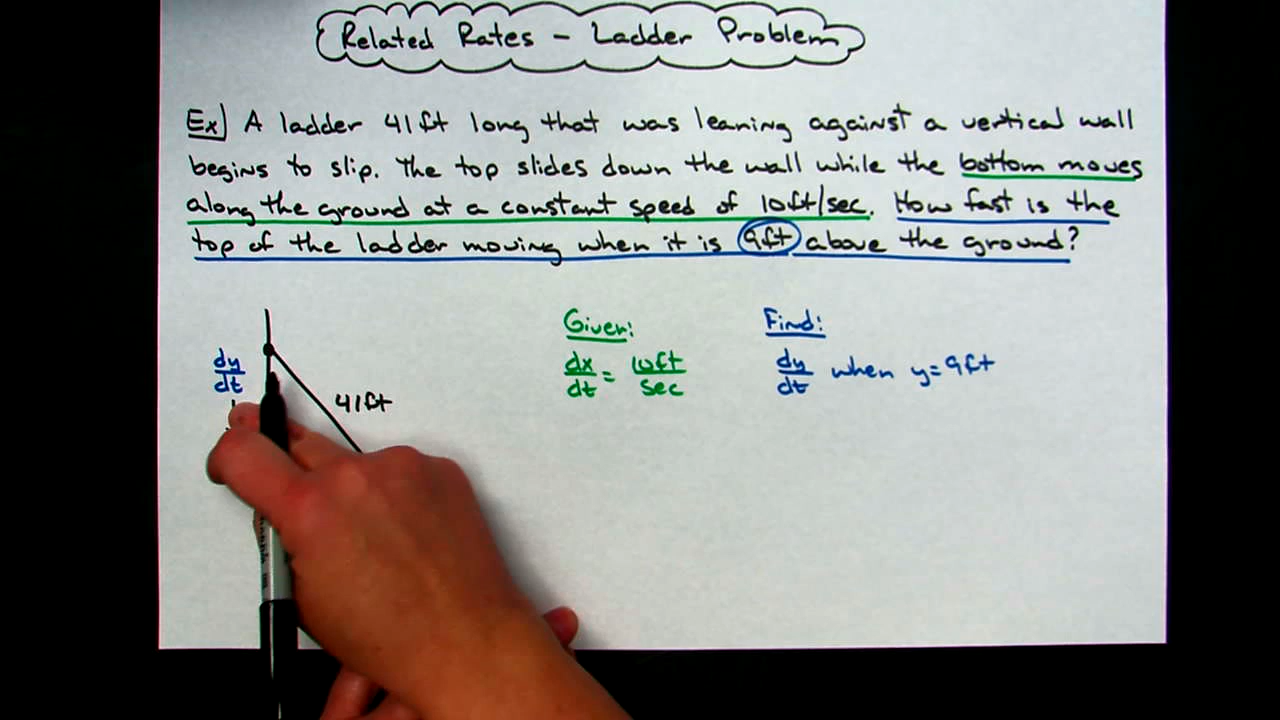 Related Rates - Ladder Problem
Ex] A ladder 41ft long that was leaning against a vertical wall
begins to slip. The top slides down the wall while the bottom moves
along the ground at a constant speed of 10ft/sec. How fast is the
top of the ladder moving when it is 9ft above the ground?
Given:
dx/dt = 10ft/sec
Find:
dy/dt when y=9ft
dy/dt
41ft